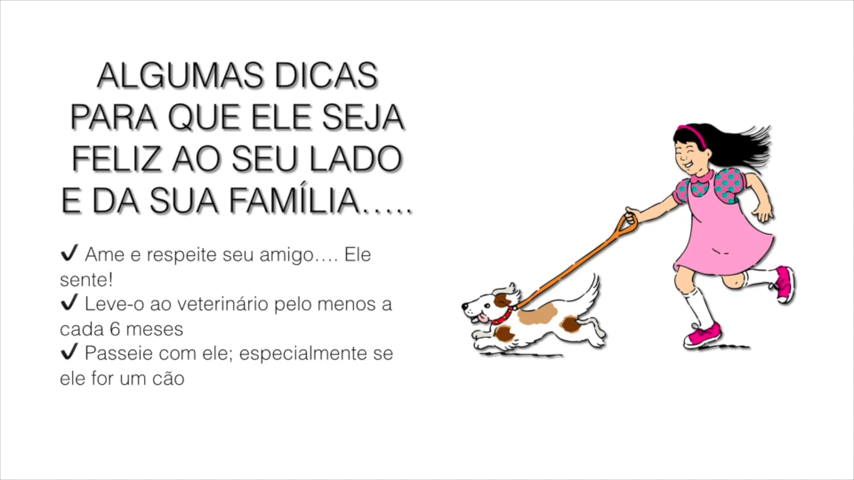 ALGUMAS DICAS
PARA QUE ELE SEJA
FELIZ AO SEU LADO
E DA SUA FAMÍLIA…..
✔ Ame e respeite seu amigo…. Ele
sente!
✔ Leve-o ao veterinário pelo menos a
cada 6 meses
✔ Passeie com ele; especialmente se
ele for um cão